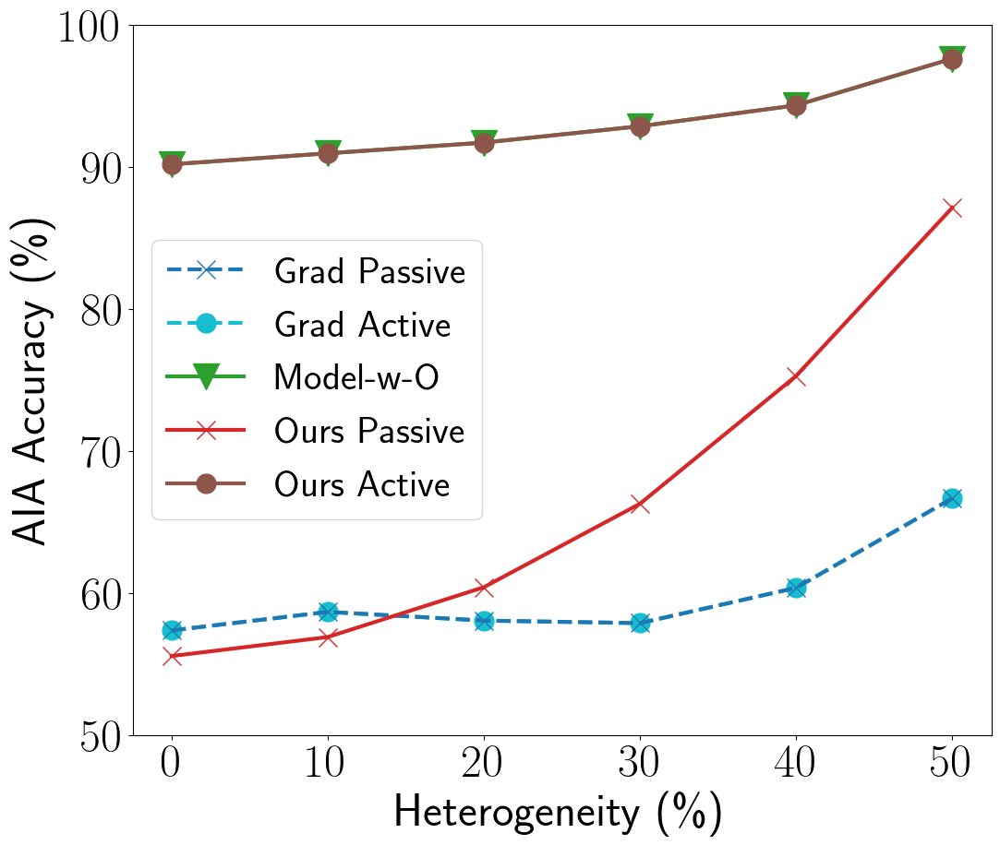 100
90
80
70
60
50
AIA Accuracy (%)
Grad Passive
Grad Active
Model-w-O
Ours Passive
Ours Active
0 10 20 30 40 50
Heterogeneity (%)